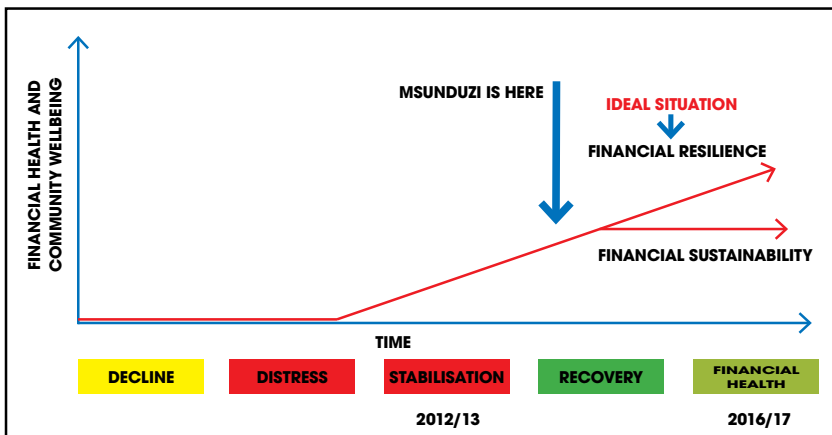 FINANCIAL HEALTH AND
COMMUNITY WELLBEING
MSUNDUZI IS HERE
IDEAL SITUATION
FINANCIAL RESILIENCE
FINANCIAL SUSTAINABILITY
TIME
DECLINE
DISTRESS
STABILISATION
RECOVERY
FINANCIAL
HEALTH
2012/13
2016/17